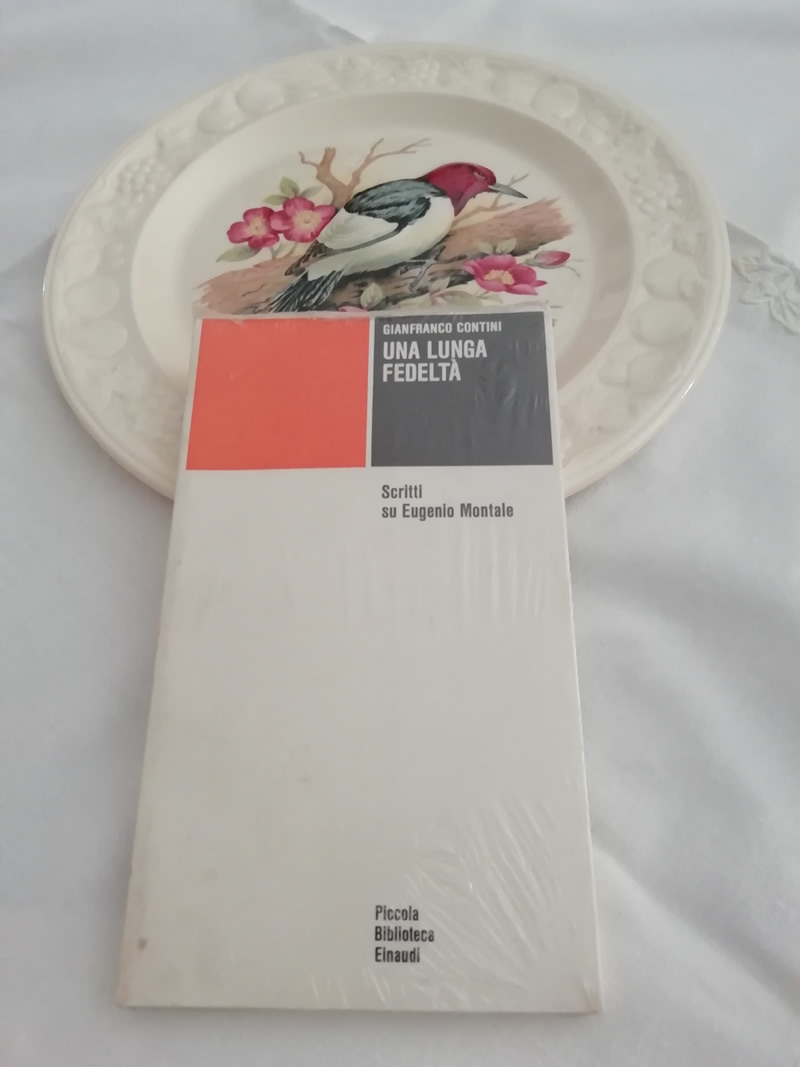 GIANFRANCO CONTINI
UNA LUNGA
FEDELTÀ
Scritti
su Eugenio Montale
Piccola
Biblioteca
Einaudi